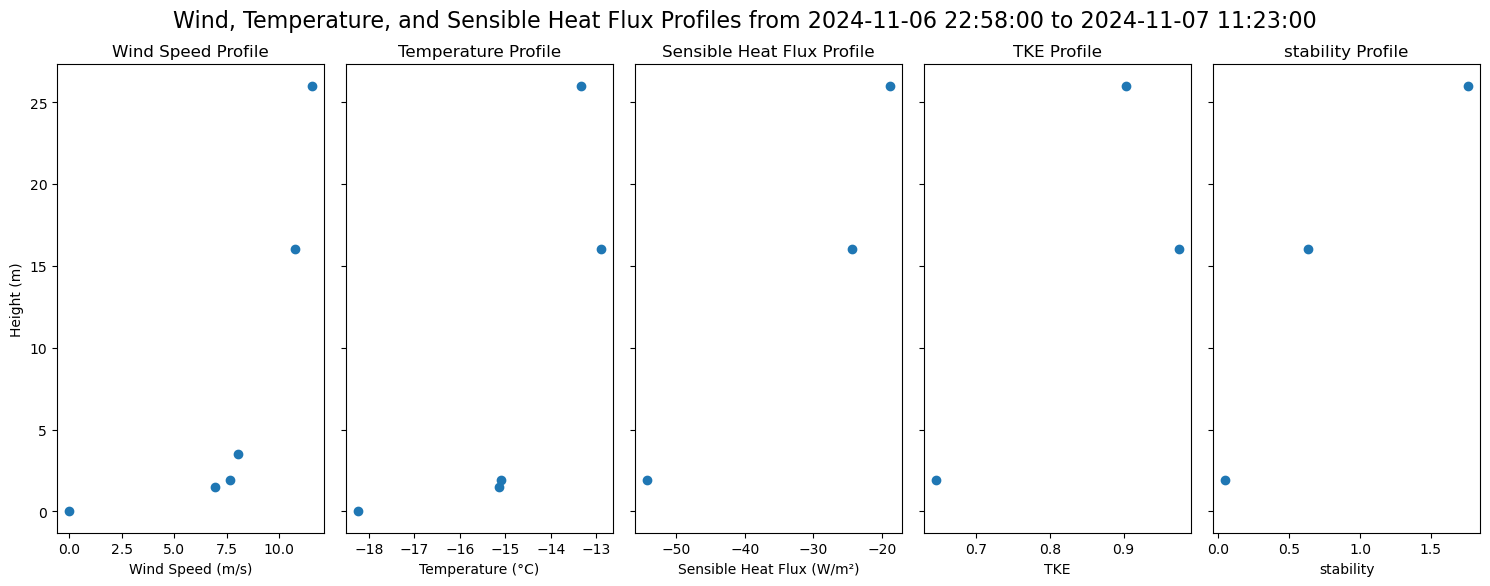 Wind, Temperature, and Sensible Heat Flux Profiles from 2024-11-06 22:58:00 to 2024-11-07 11:23:00
Wind Speed Profile
Temperature Profile
Sensible Heat Flux Profile
TKE Profile
stability Profile
25
20
15
10
5
0
Height (m)
0.0 2.5 5.0 7.5 10.0
−18 −17 −16 −15 −14 −13
−50 −40 −30 −20
0.7 0.8 0.9
0.0 0.5 1.0 1.5
Wind Speed (m/s)
Temperature (°C)
Sensible Heat Flux (W/m²)
TKE
stability